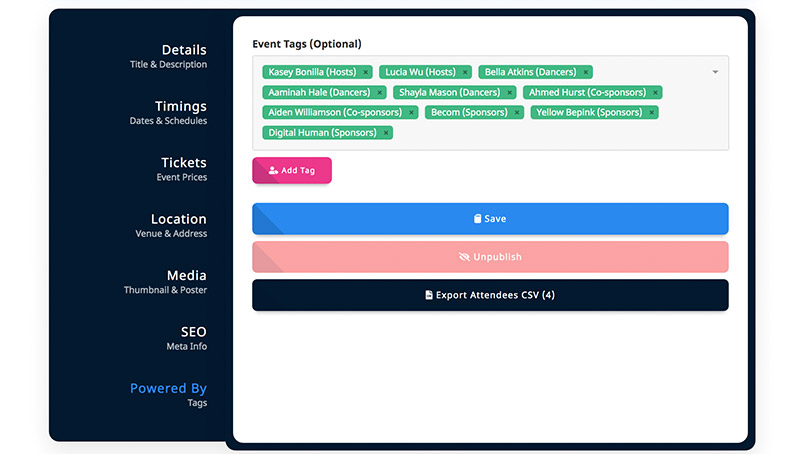 Details
Title & Description
Timings
Dates & Schedules
Tickets
Event Prices
Location
Venue & Address
Media
Thumbnail & Poster
SEO
Meta Info
Powered By
Tags
Event Tags (Optional)
Kasey Bonilla (Hosts) × Lucia Wu (Hosts) × Bella Atkins (Dancers) ×
Aaminah Hale (Dancers) × Shayla Mason (Dancers) × Ahmed Hurst (Co-sponsors) ×
Aiden Williamson (Co-sponsors) × Becom (Sponsors) × Yellow Bepink (Sponsors) ×
Digital Human (Sponsors) ×
Add Tag
Save
Unpublish
Export Attendees CSV (4)